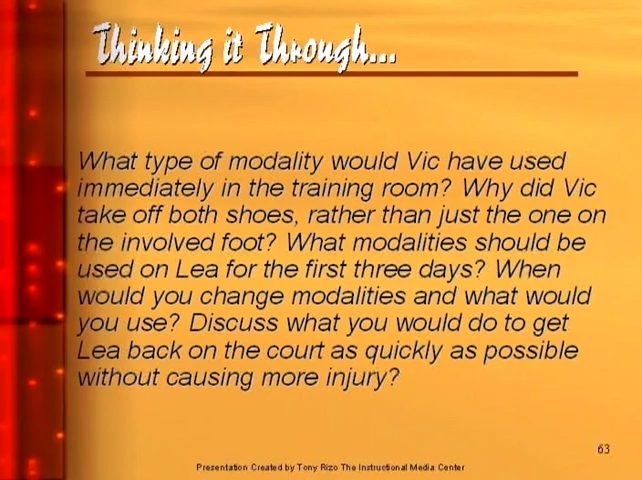 Thinking it Through...
What type of modality would Vic have used
immediately in the training room? Why did Vic
take off both shoes, rather than just the one on
the involved foot? What modalities should be
used on Lea for the first three days? When
would you change modalities and what would
you use? Discuss what you would do to get
Lea back on the court as quickly as possible
without causing more injury?
63
Presentation Created by Tony Rizo The Instructional Media Center